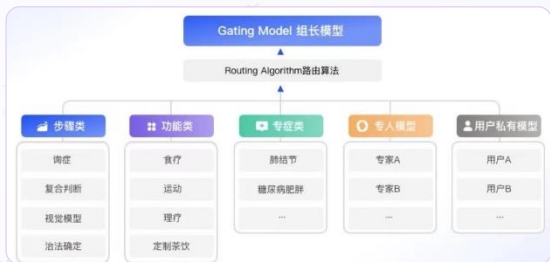 Gating Model 组长模型
Routing Algorithm路由算法
步骤类
询症
复合判断
视觉模型
治法确定
功能类
食疗
运动
理疗
定制茶饮
专症类
肺结节
糖尿病肥胖
...
专人模型
专家A
专家B
...
用户私有模型
用户A
用户B
...